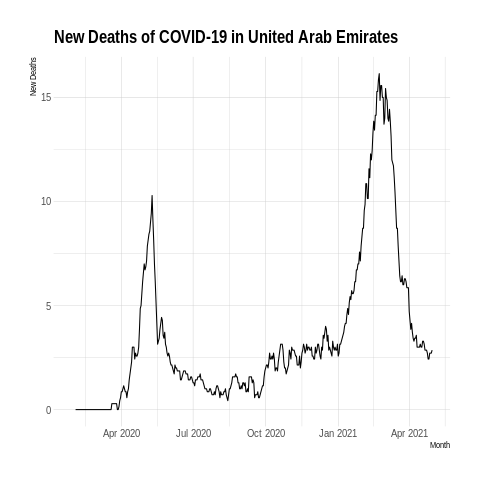 New Deaths of COVID-19 in United Arab Emirates
New Deaths
15
10
5
0
Apr 2020 Jul 2020 Oct 2020 Jan 2021 Apr 2021
Month